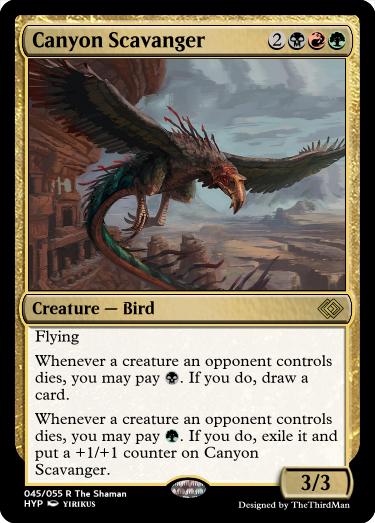 Canyon Scavanger 2
Creature — Bird
Flying
Whenever a creature an opponent controls
dies, you may pay . If you do, draw a
card.
Whenever a creature an opponent controls
dies, you may pay . If you do, exile it and
put a +1/+1 counter on Canyon
Scavanger.
3/3
045/055 R The Shaman
HYP YIRIKUS
Designed by TheThirdMan